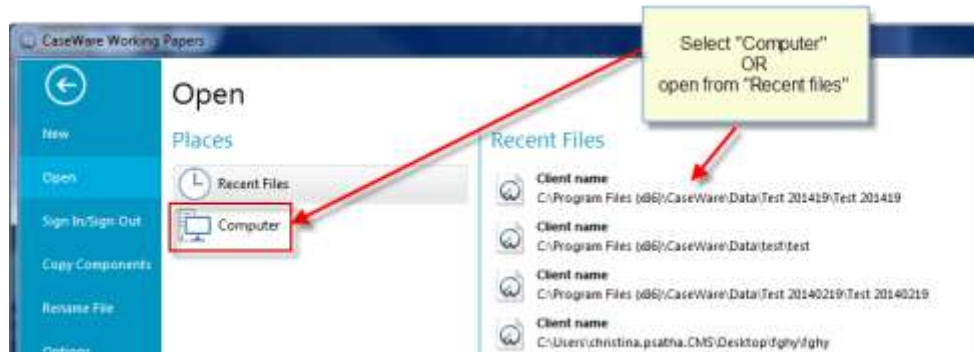 CaseWare Working Papers
Select "Computer"
OR
open from "Recent files"
Open
New
Places
Recent Files
Open
Recent Files
Client name
C:\Program Files (x86)\CaseWare\Data\Test 201419\Test 201419
Sign In/Sign Out
Computer
Client name
C:\Program Files (x86)\CaseWare\Data\test\test
Copy Components
Client name
C:\Program Files (x86)\CaseWare\Data\Test 20140219\Test 20140219
Rename File
Client name
C:\Users\christina.psatha.CMS\Desktop\fghy\fghy
Options